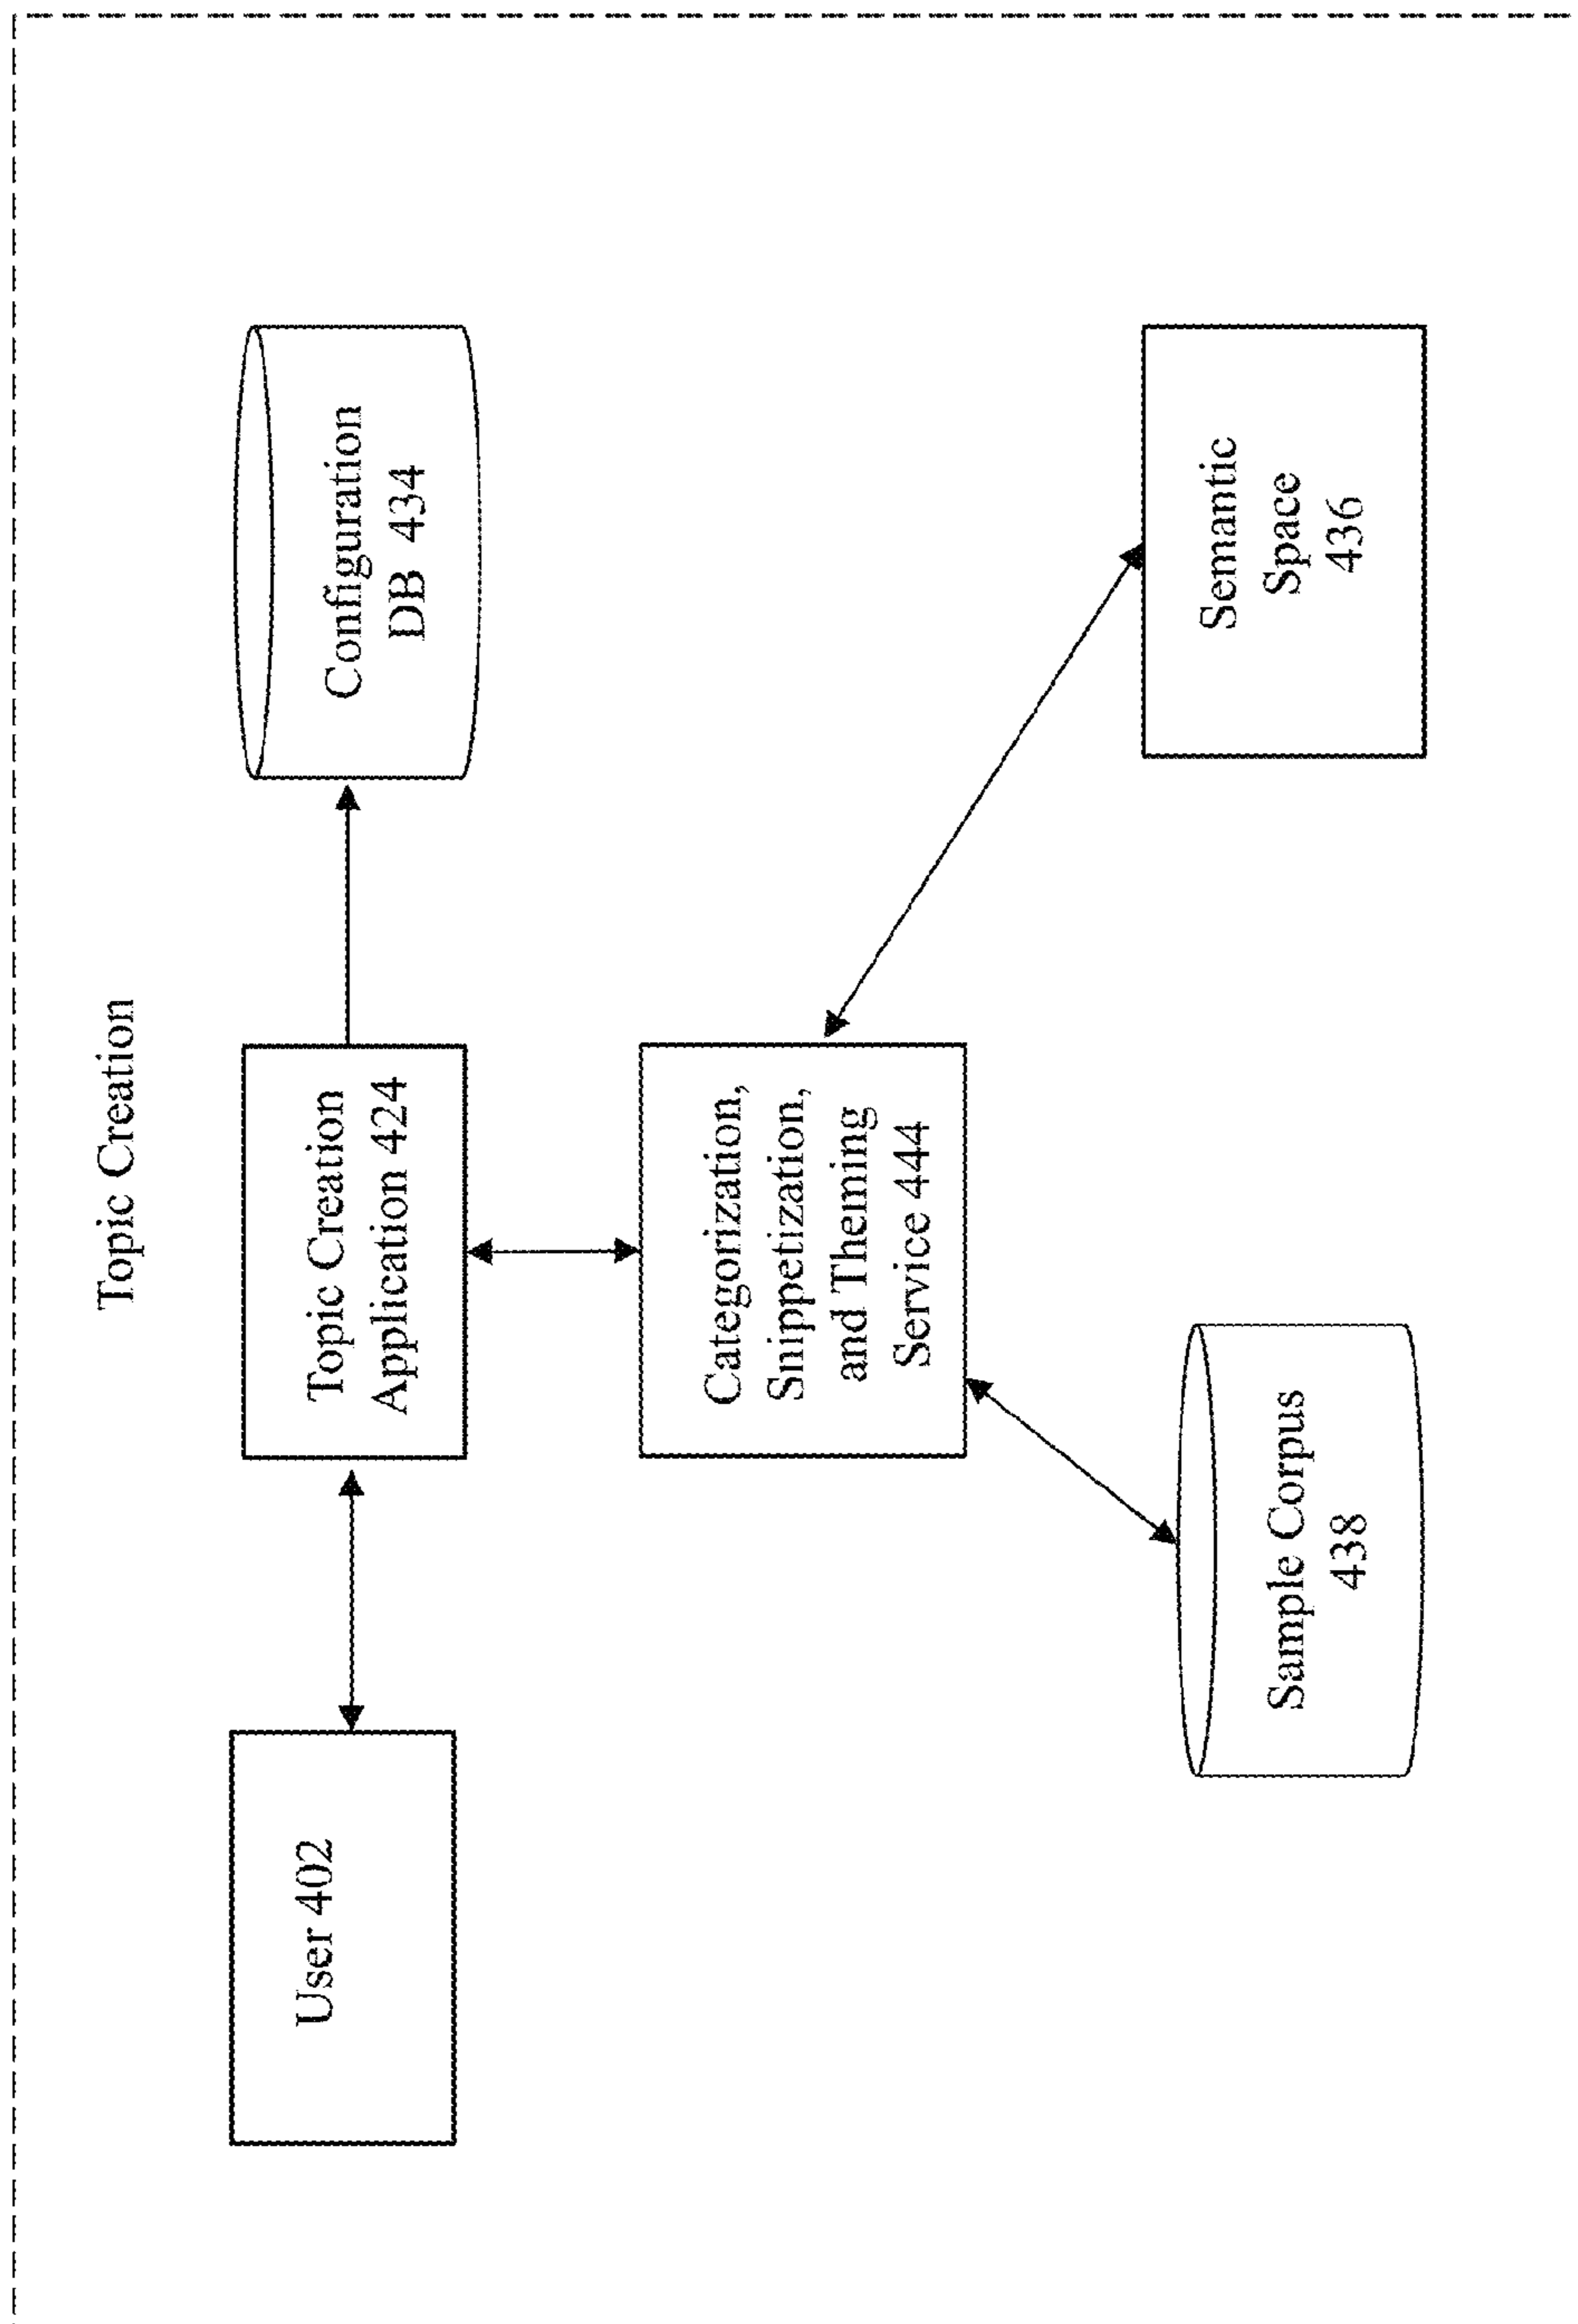 Topic Creation
User 402
Topic Creation
Application 424
Configuration
DB 434
Categorization,
Snippetization,
and Theming
Service 444
Sample Corpus
438
Semantic
Space
436